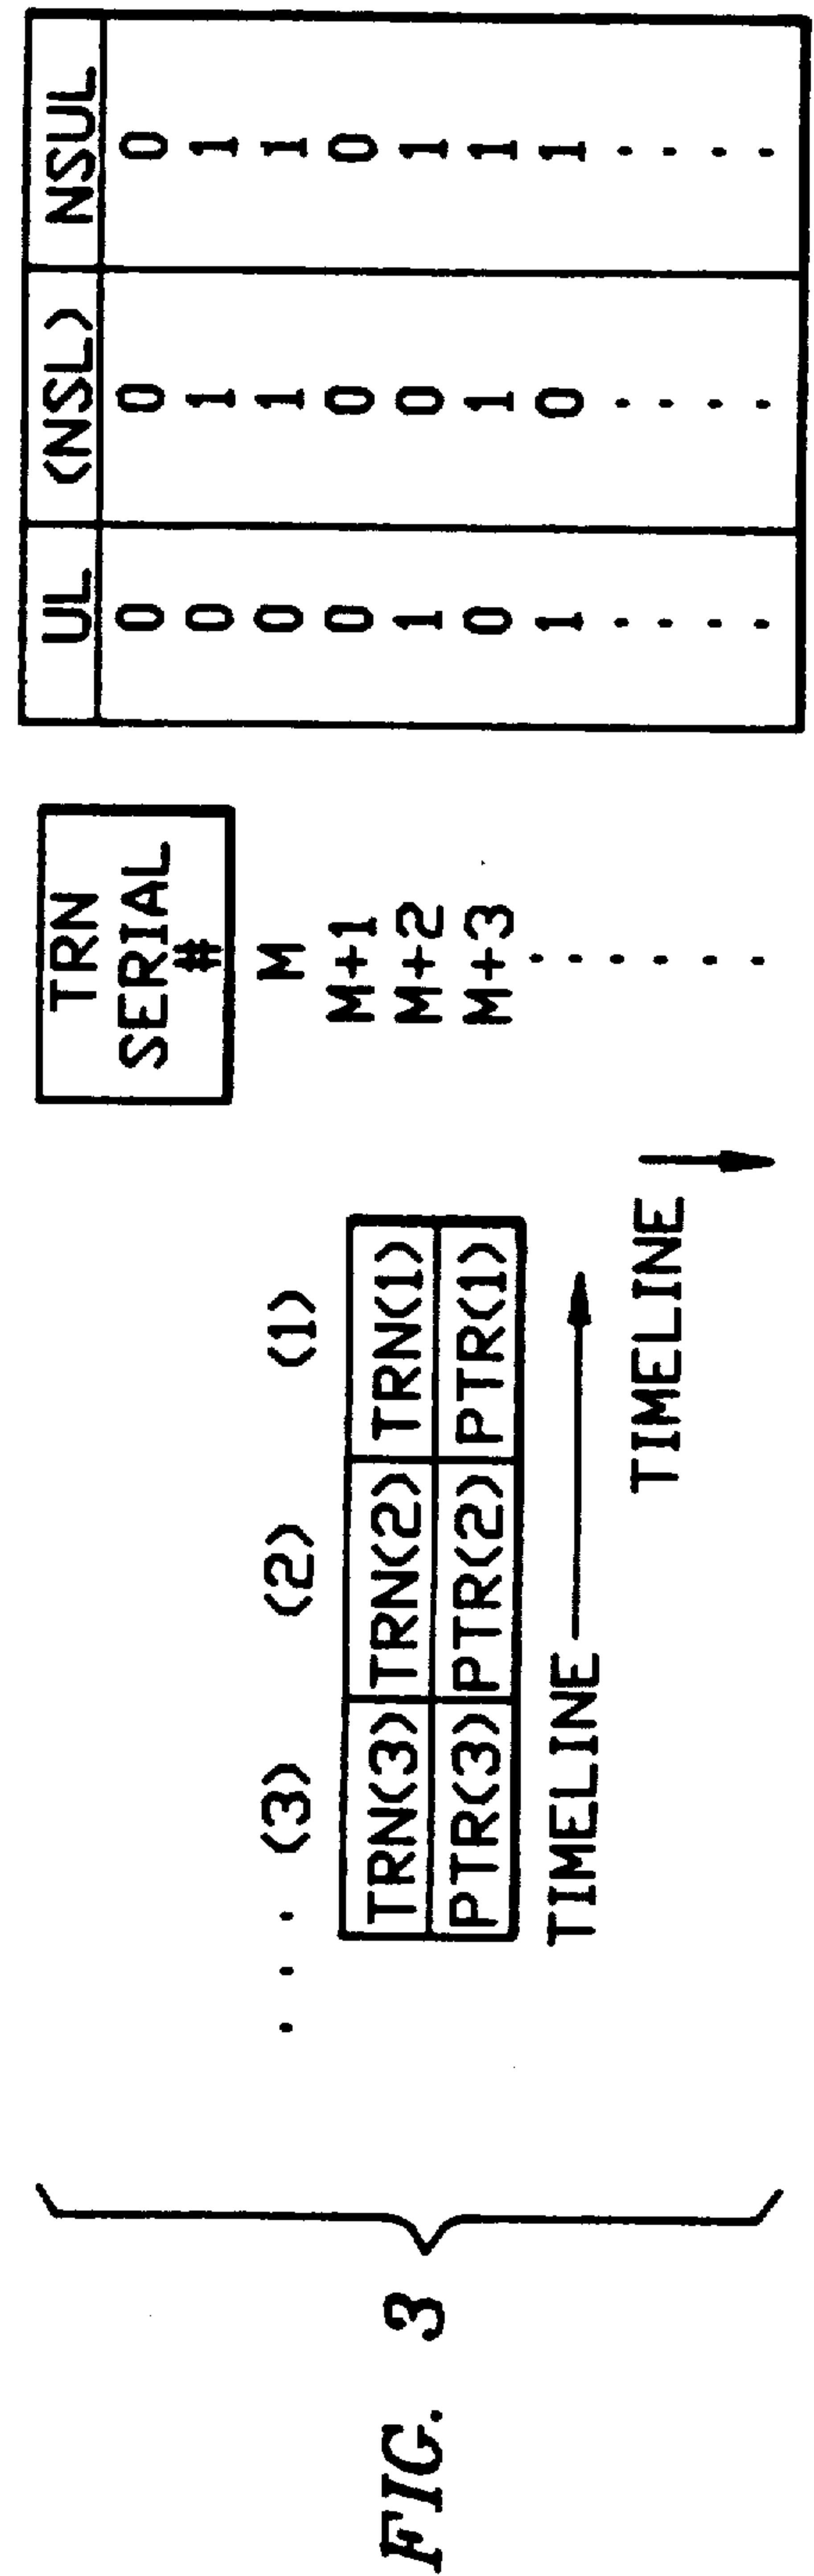 FIG. 3
. . . (3) (2) (1)
TRN(3) TRN(2) TRN(1)
PTR(3) PTR(2) PTR(1)
TIMELINE
TIMELINE
TRN
SERIAL
#
M
M+1
M+2
M+3
UL (NSL) NSUL
0 0 0
0 1 1
0 1 1
0 0 0
1 0 1
0 1 1
1 0 1